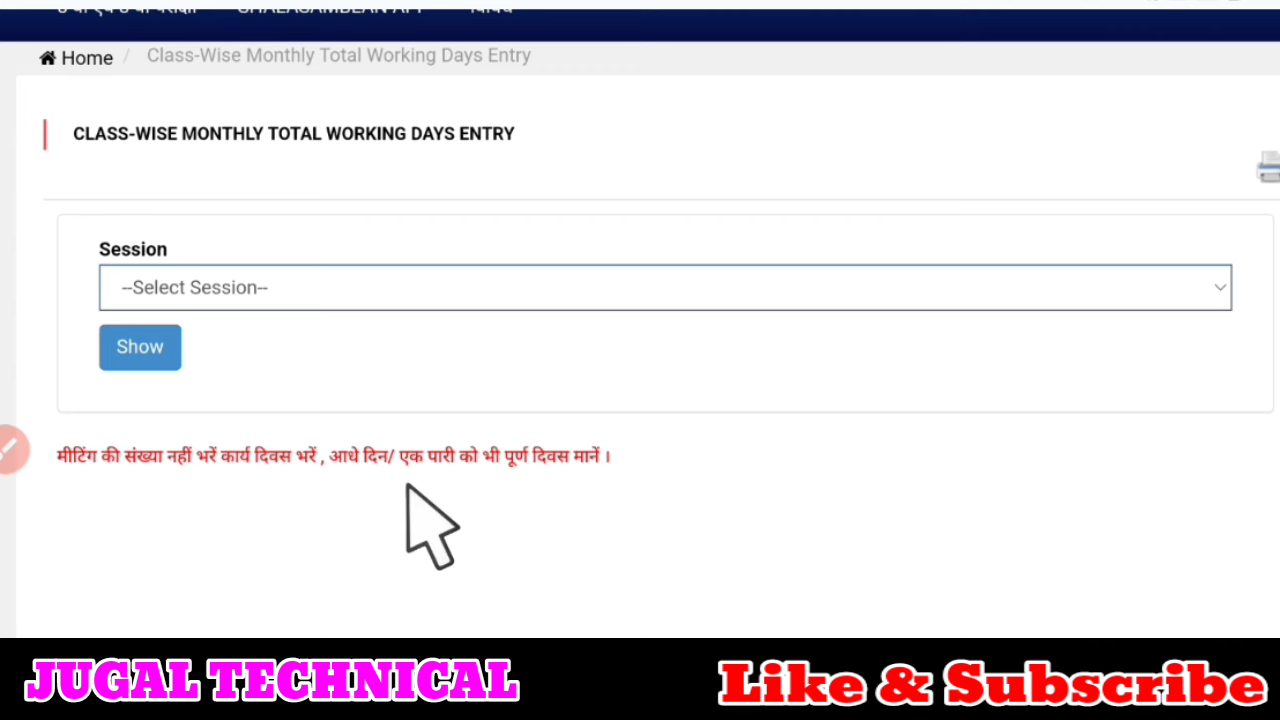 Home / Class-Wise Monthly Total Working Days Entry
CLASS-WISE MONTHLY TOTAL WORKING DAYS ENTRY
Session
--Select Session--
Show
मीटिंग की संख्या नहीं भरें कार्य दिवस भरें , आधे दिन/ एक पारी को भी पूर्ण दिवस मानें ।
JUGAL TECHNICAL
Like & Subscribe